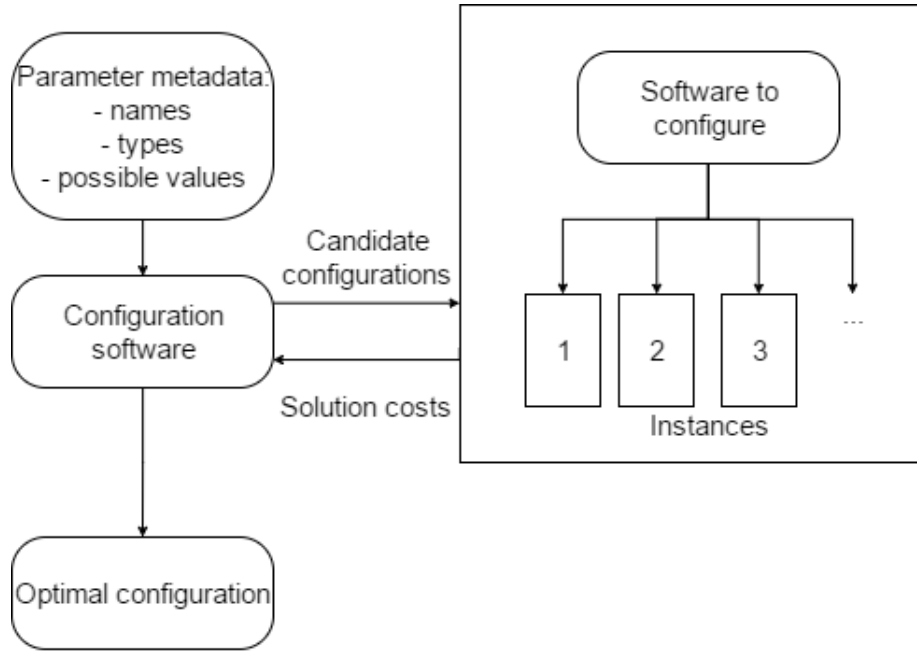 Parameter metadata:
- names
- types
- possible values
Software to
configure
Candidate
configurations
Configuration
software
1
2
3
...
Solution costs
Instances
Optimal configuration